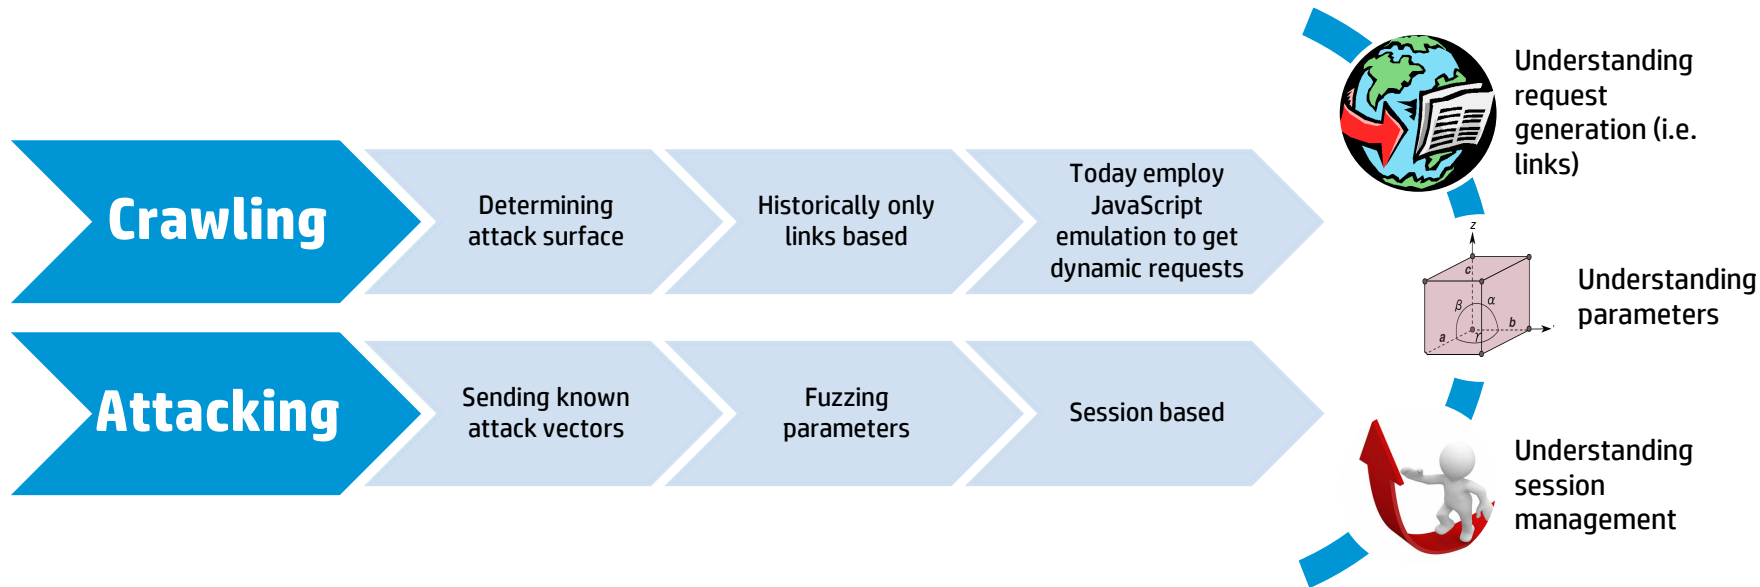 Crawling
Determining
attack surface
Historically only
links based
Today employ
JavaScript
emulation to get
dynamic requests
Attacking
Sending known
attack vectors
Fuzzing
parameters
Session based
Understanding
request
generation (i.e.
links)
z
c
β
α
b
a
γ
Understanding
parameters
Understanding
session
management